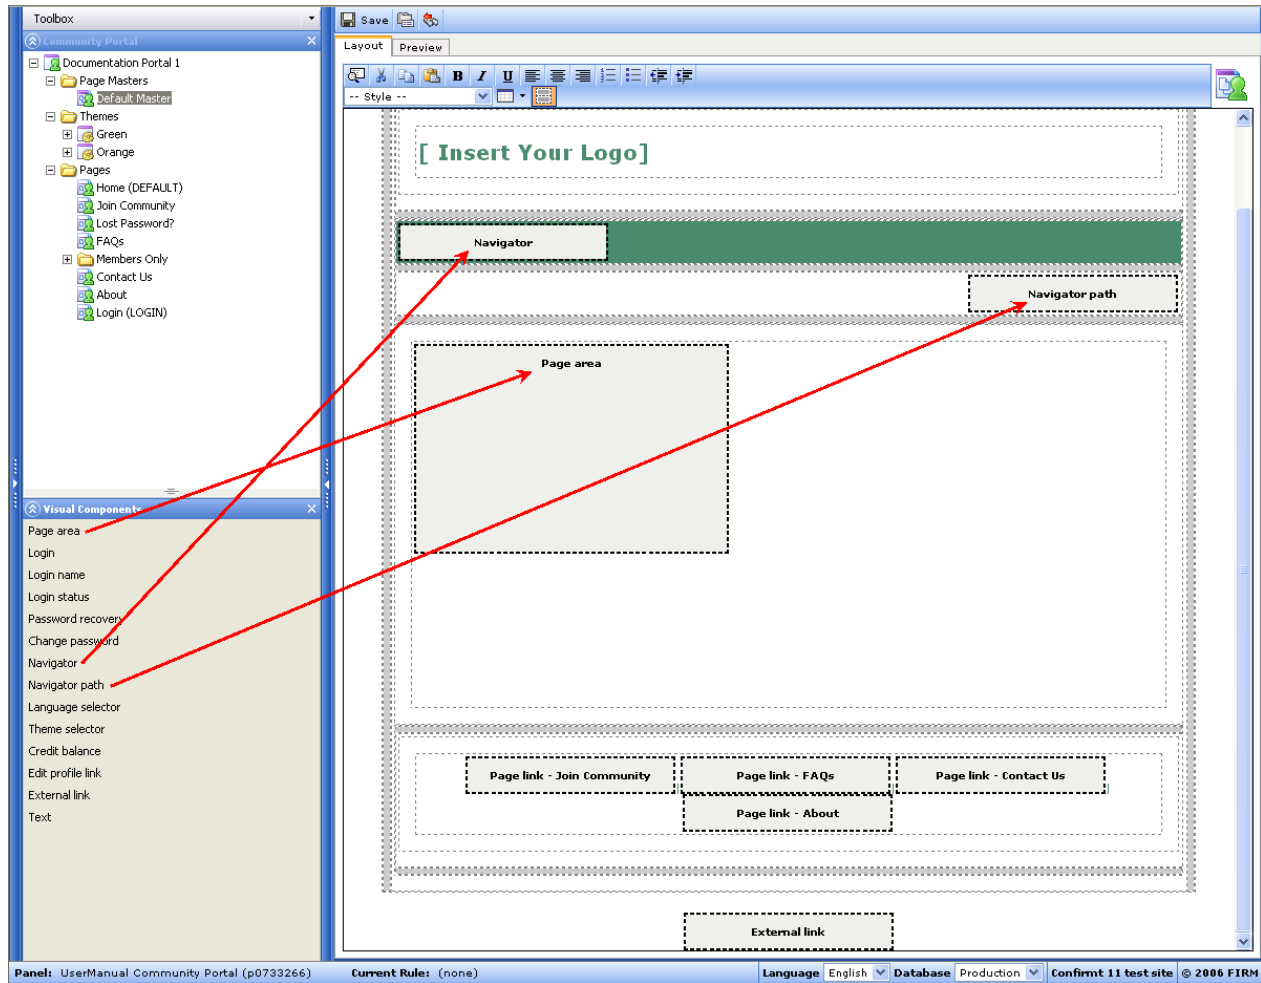 Toolbox
Save
Community Portal
Layout Preview
Documentation Portal 1
Page Masters
Default Master
Themes
Green
Orange
Pages
Home (DEFAULT)
Join Community
Lost Password?
FAQs
Members Only
Contact Us
About
Login (LOGIN)
B I U
-- Style --
[ Insert Your Logo]
Navigator
Navigator path
Page area
Visual Components
Page area
Login
Login name
Login status
Password recovery
Change password
Navigator
Navigator path
Language selector
Theme selector
Credit balance
Edit profile link
External link
Text
Page link - Join Community Page link - FAQs Page link - Contact Us
Page link - About
External link
Panel: UserManual Community Portal (p0733266) Current Rule: (none) Language English Database Production Confirmt 11 test site © 2006 FIRM